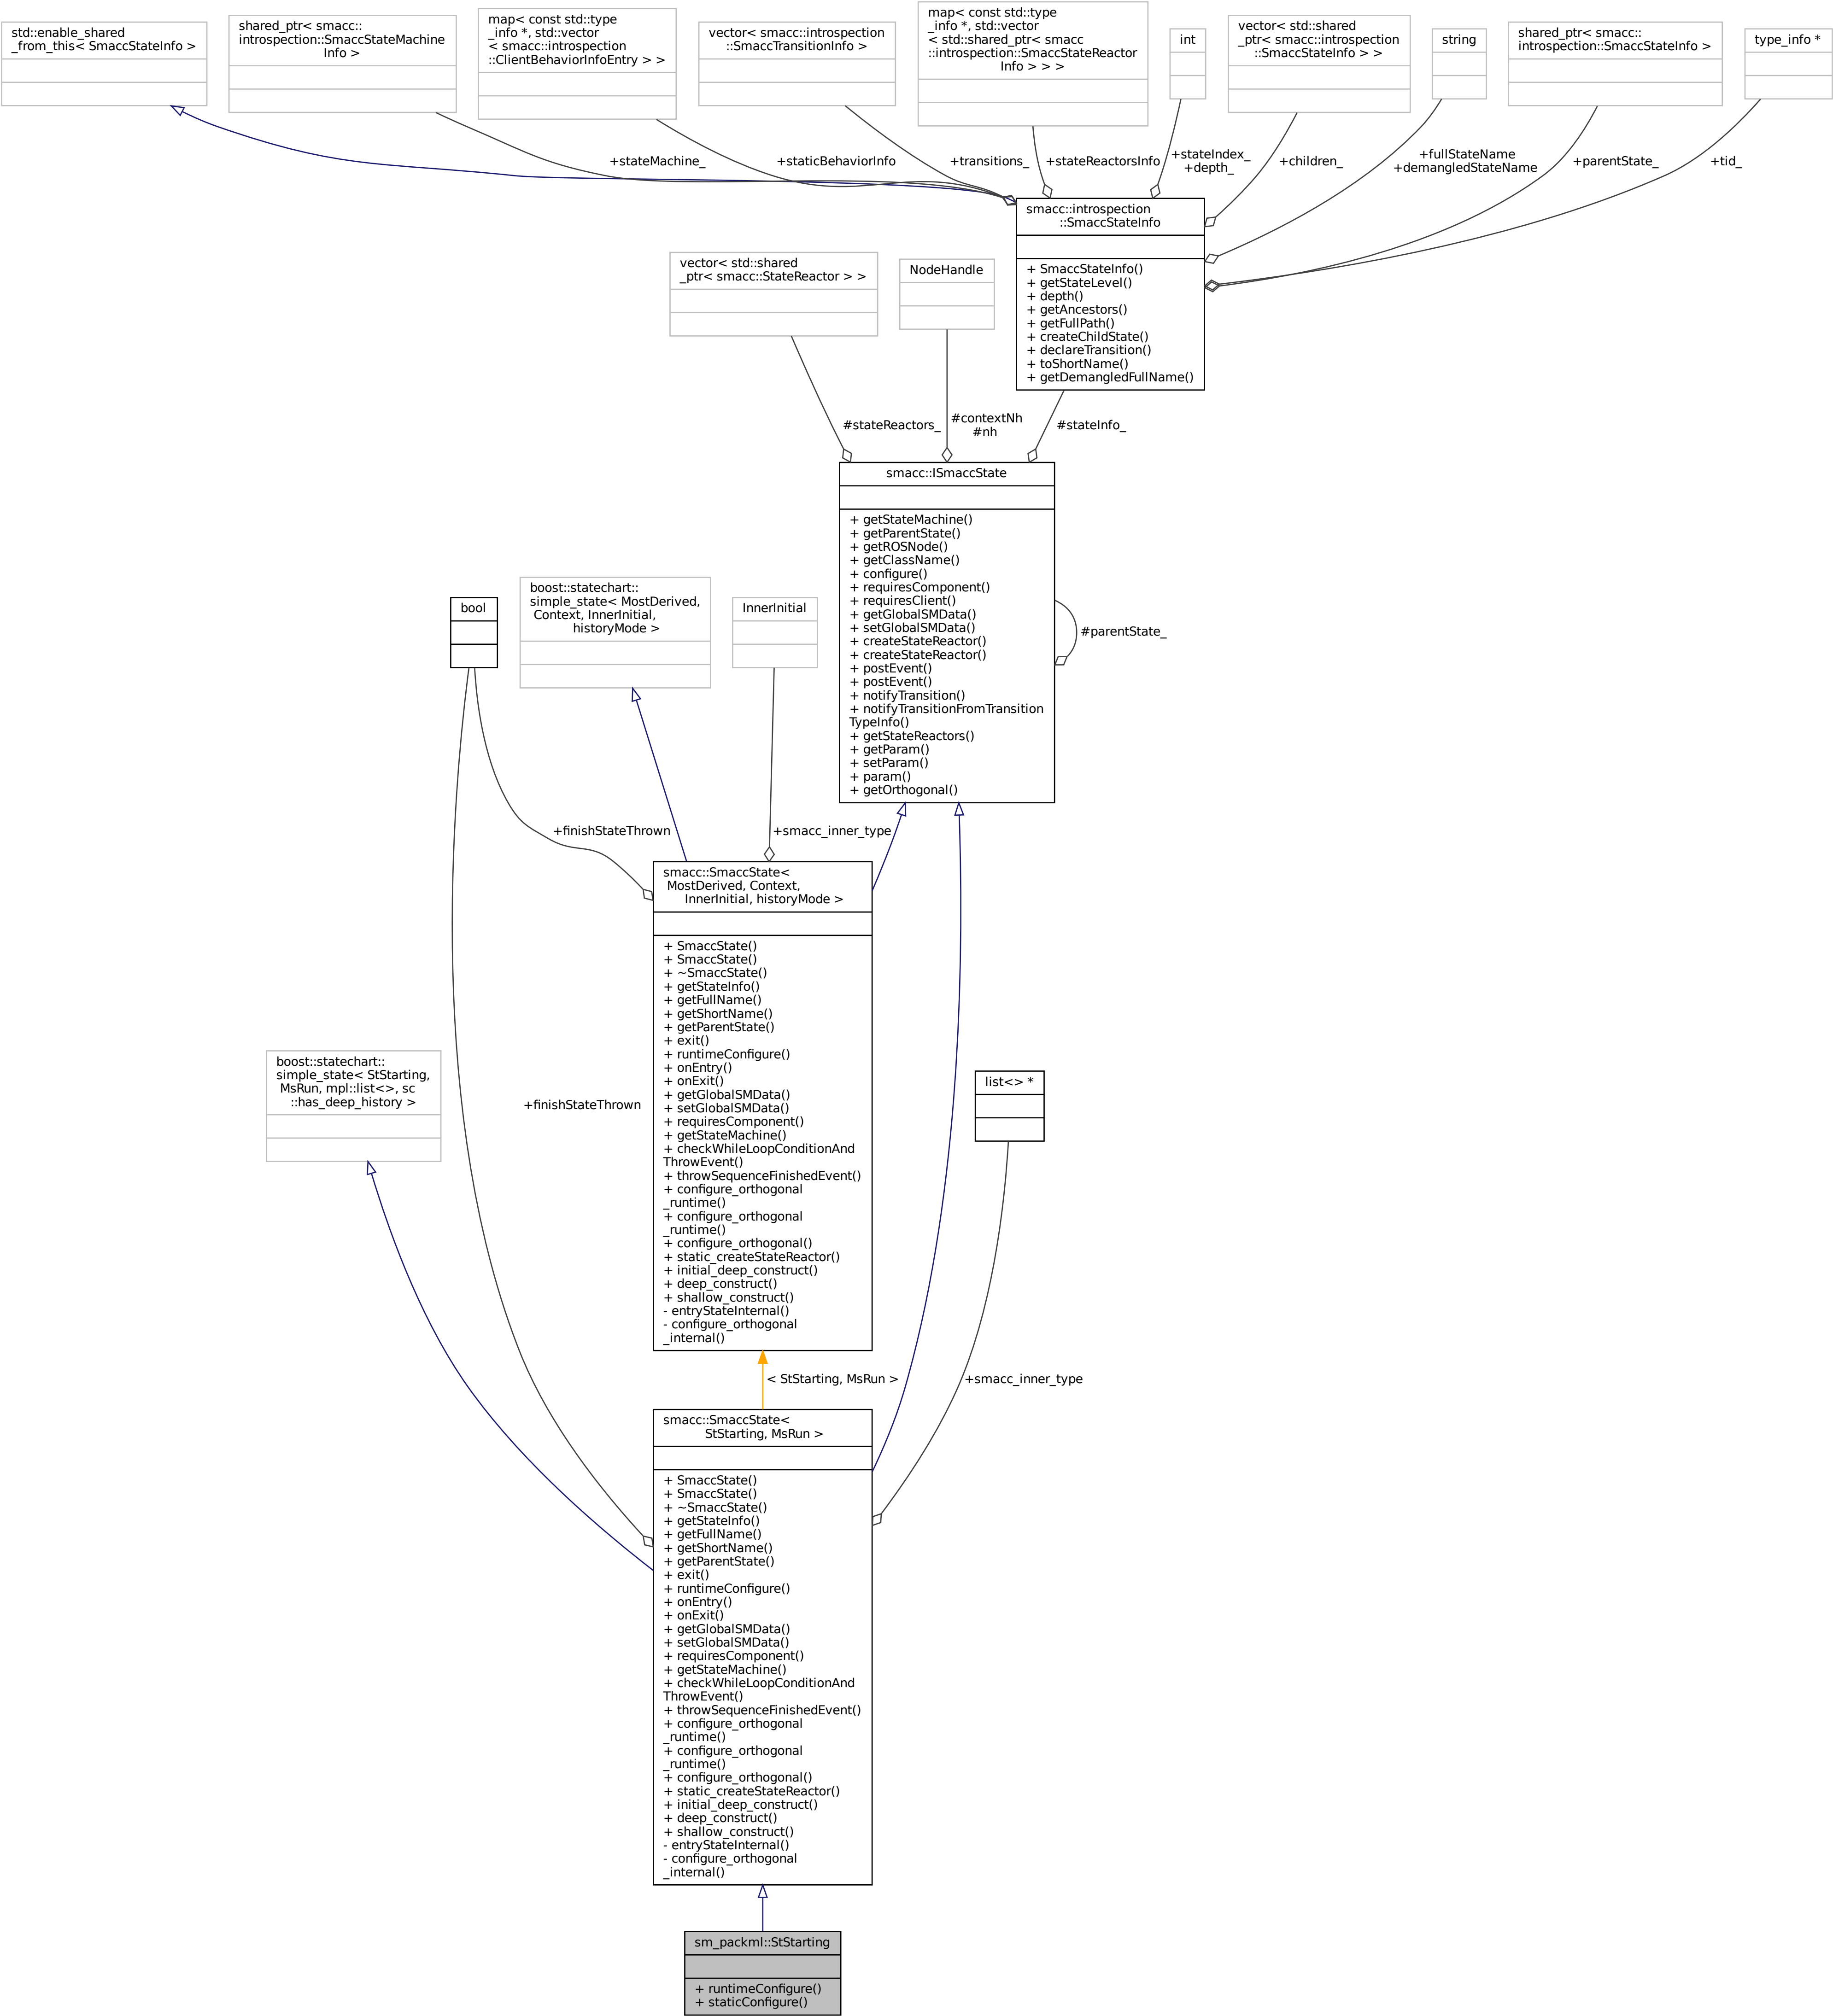 std::enable_shared
_from_this< SmaccStateInfo >
shared_ptr< smacc::
introspection::SmaccStateMachine
Info >
map< const std::type
_info *, std::vector
< smacc::introspection
::ClientBehaviorInfoEntry > >
vector< smacc::introspection
::SmaccTransitionInfo >
map< const std::type
_info *, std::vector
< std::shared_ptr< smacc
::introspection::SmaccStateReactor
Info > > >
int
vector< std::shared
_ptr< smacc::introspection
::SmaccStateInfo > >
string
shared_ptr< smacc::
introspection::SmaccStateInfo >
type_info *
+stateMachine_
+staticBehaviorInfo
+transitions_
+stateReactorsInfo
+stateIndex_
+depth_
+children_
+fullStateName
+demangledStateName
+parentState_
+tid_
smacc::introspection
::SmaccStateInfo
+ SmaccStateInfo()
+ getStateLevel()
+ depth()
+ getAncestors()
+ getFullPath()
+ createChildState()
+ declareTransition()
+ toShortName()
+ getDemangledFullName()
vector< std::shared
_ptr< smacc::StateReactor > >
NodeHandle
#stateReactors_
#contextNh
#nh
#stateInfo_
smacc::ISmaccState
+ getStateMachine()
+ getParentState()
+ getROSNode()
+ getClassName()
+ configure()
+ requiresComponent()
+ requiresClient()
+ getGlobalSMData()
+ setGlobalSMData()
+ createStateReactor()
+ createStateReactor()
+ postEvent()
+ postEvent()
+ notifyTransition()
+ notifyTransitionFromTransition
TypeInfo()
+ getStateReactors()
+ getParam()
+ setParam()
+ param()
+ getOrthogonal()
#parentState_
bool
boost::statechart::
simple_state< MostDerived,
Context, InnerInitial,
historyMode >
InnerInitial
+finishStateThrown
+smacc_inner_type
smacc::SmaccState<
MostDerived, Context,
InnerInitial, historyMode >
+ SmaccState()
+ SmaccState()
+ ~SmaccState()
+ getStateInfo()
+ getFullName()
+ getShortName()
+ getParentState()
+ exit()
+ runtimeConfigure()
+ onEntry()
+ onExit()
+ getGlobalSMData()
+ setGlobalSMData()
+ requiresComponent()
+ getStateMachine()
+ checkWhileLoopConditionAnd
ThrowEvent()
+ throwSequenceFinishedEvent()
+ configure_orthogonal
_runtime()
+ configure_orthogonal
_runtime()
+ configure_orthogonal()
+ static_createStateReactor()
+ initial_deep_construct()
+ deep_construct()
+ shallow_construct()
- entryStateInternal()
- configure_orthogonal
_internal()
boost::statechart::
simple_state< StStarting,
MsRun, mpl::list<>, sc
::has_deep_history >
+finishStateThrown
list<> *
< StStarting, MsRun >
+smacc_inner_type
smacc::SmaccState<
StStarting, MsRun >
+ SmaccState()
+ SmaccState()
+ ~SmaccState()
+ getStateInfo()
+ getFullName()
+ getShortName()
+ getParentState()
+ exit()
+ runtimeConfigure()
+ onEntry()
+ onExit()
+ getGlobalSMData()
+ setGlobalSMData()
+ requiresComponent()
+ getStateMachine()
+ checkWhileLoopConditionAnd
ThrowEvent()
+ throwSequenceFinishedEvent()
+ configure_orthogonal
_runtime()
+ configure_orthogonal
_runtime()
+ configure_orthogonal()
+ static_createStateReactor()
+ initial_deep_construct()
+ deep_construct()
+ shallow_construct()
- entryStateInternal()
- configure_orthogonal
_internal()
sm_packml::StStarting
+ runtimeConfigure()
+ staticConfigure()